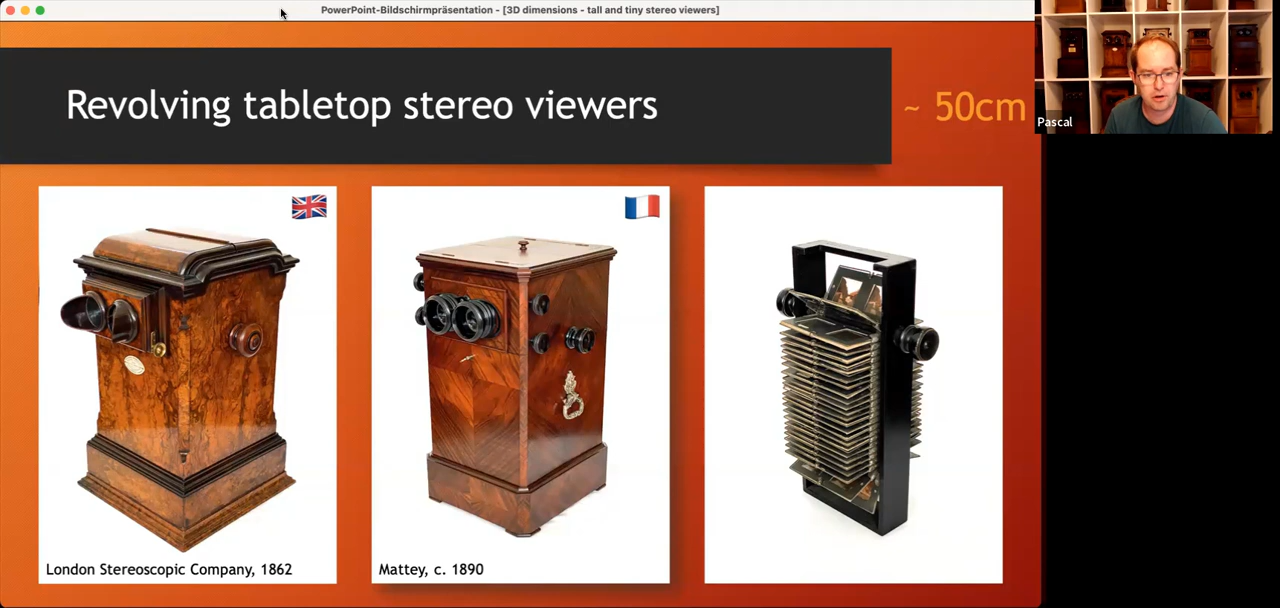 PowerPoint-Bildschirmpräsentation - [3D dimensions - tall and tiny stereo viewers]
Revolving tabletop stereo viewers
~ 50cm
Pascal
London Stereoscopic Company, 1862
Mattey, c. 1890